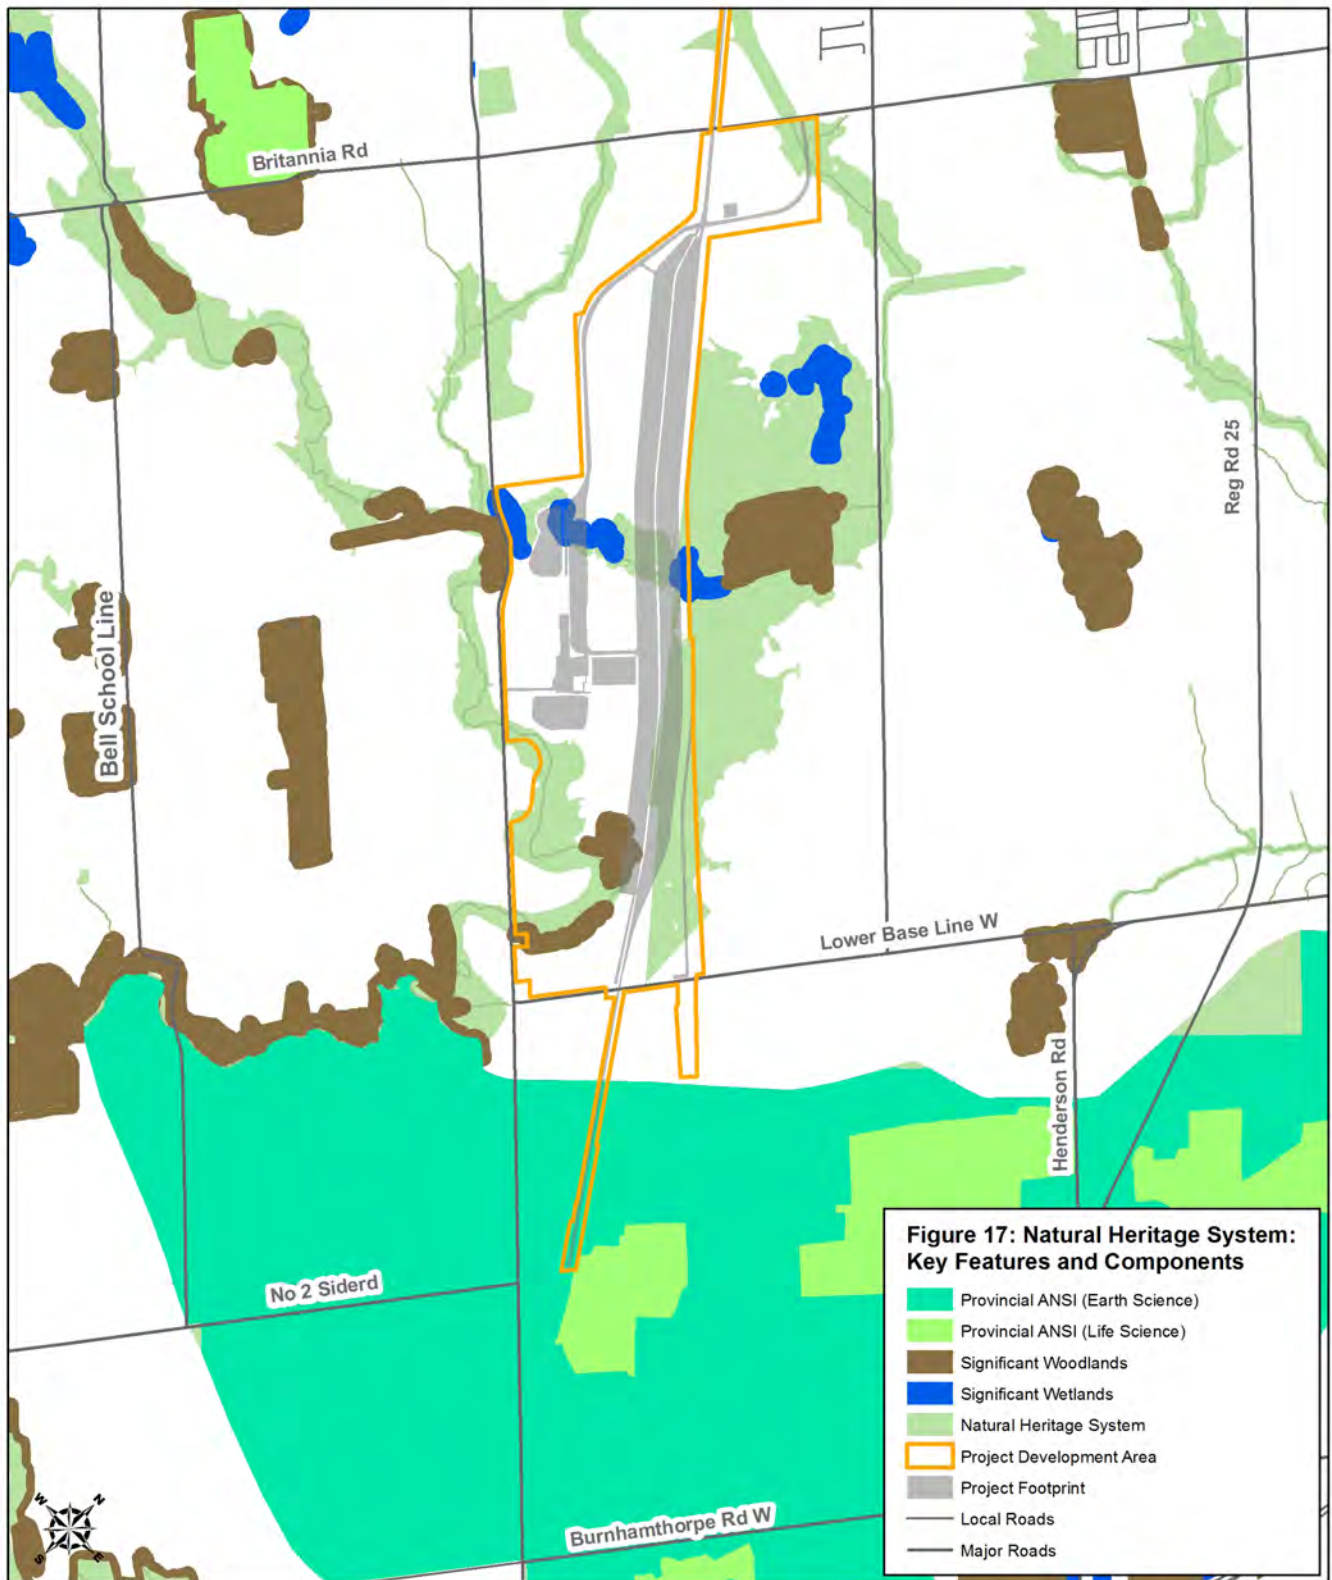 Britannia Rd
Reg Rd 25
Bell School Line
Lower Base Line W
Henderson Rd
No 2 Siderd
Burnhamthorpe Rd W
Figure 17: Natural Heritage System:
Key Features and Components
Provincial ANSI (Earth Science)
Provincial ANSI (Life Science)
Significant Woodlands
Significant Wetlands
Natural Heritage System
Project Development Area
Project Footprint
Local Roads
Major Roads
W
N
S
E